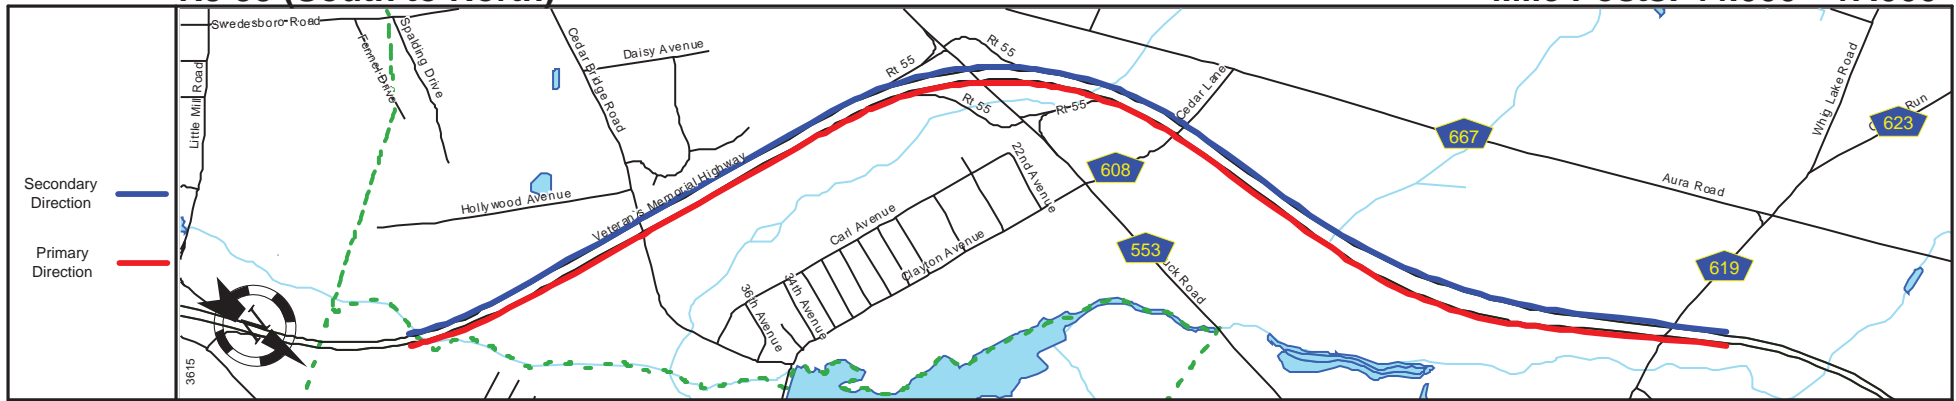 Swedesboro Road
Little Mill Road
Fennel Drive
Spalding Drive
Cedar Bridge Road
Daisy Avenue
Rt 55
Rt 55
Rt 55
Rt 55
Cedar Lane
Whig Lake Road
Run
623
667
608
Secondary
Direction
Primary
Direction
Hollywood Avenue
Veteran's Memorial Highway
22nd Avenue
Carl Avenue
Clayton Avenue
Aura Road
553
619
36th Avenue
34th Avenue
3615
N